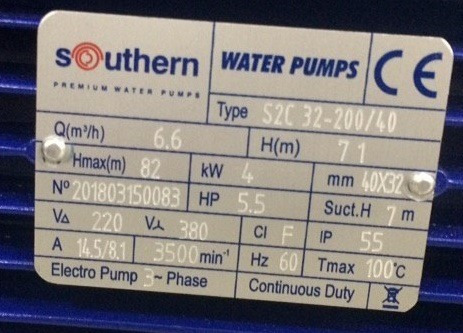 southern WATER PUMPS CE
PREMIUM WATER PUMPS
Type S2C 32-200/40
Q(m³/h) 6.6 H(m) 71
Hmax(m) 82 kW 4 mm 40X32
Nº 201803150083 HP 5.5 Suct.H 7 m
V△ 220 V⅄ 380 Cl F IP 55
A 14.5/8.1 3500 min⁻¹ Hz 60 Tmax 100°C
Electro Pump 3~ Phase Continuous Duty